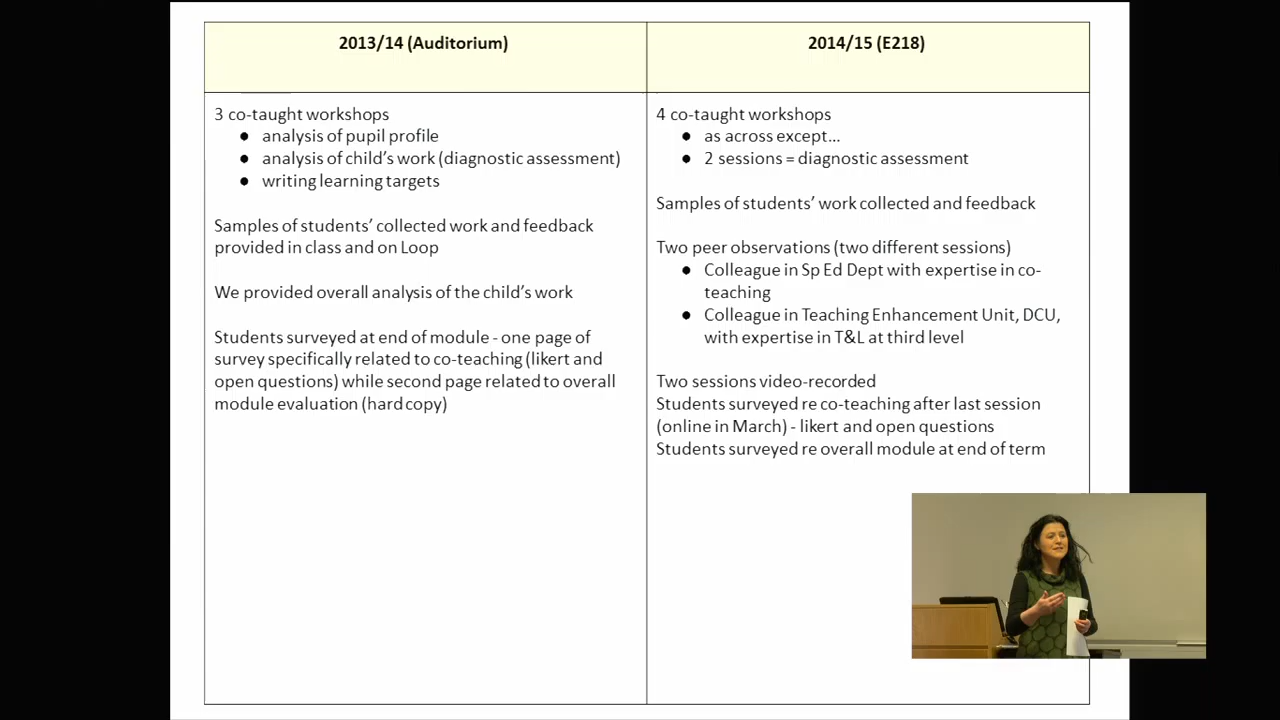 2013/14 (Auditorium)
3 co-taught workshops
● analysis of pupil profile
● analysis of child's work (diagnostic assessment)
● writing learning targets
Samples of students' collected work and feedback
provided in class and on Loop
We provided overall analysis of the child's work
Students surveyed at end of module - one page of
survey specifically related to co-teaching (likert and
open questions) while second page related to overall
module evaluation (hard copy)
2014/15 (E218)
4 co-taught workshops
● as across except...
● 2 sessions = diagnostic assessment
Samples of students' work collected and feedback
Two peer observations (two different sessions)
● Colleague in Sp Ed Dept with expertise in co-
teaching
● Colleague in Teaching Enhancement Unit, DCU,
with expertise in T&L at third level
Two sessions video-recorded
Students surveyed re co-teaching after last session
(online in March) - likert and open questions
Students surveyed re overall module at end of term